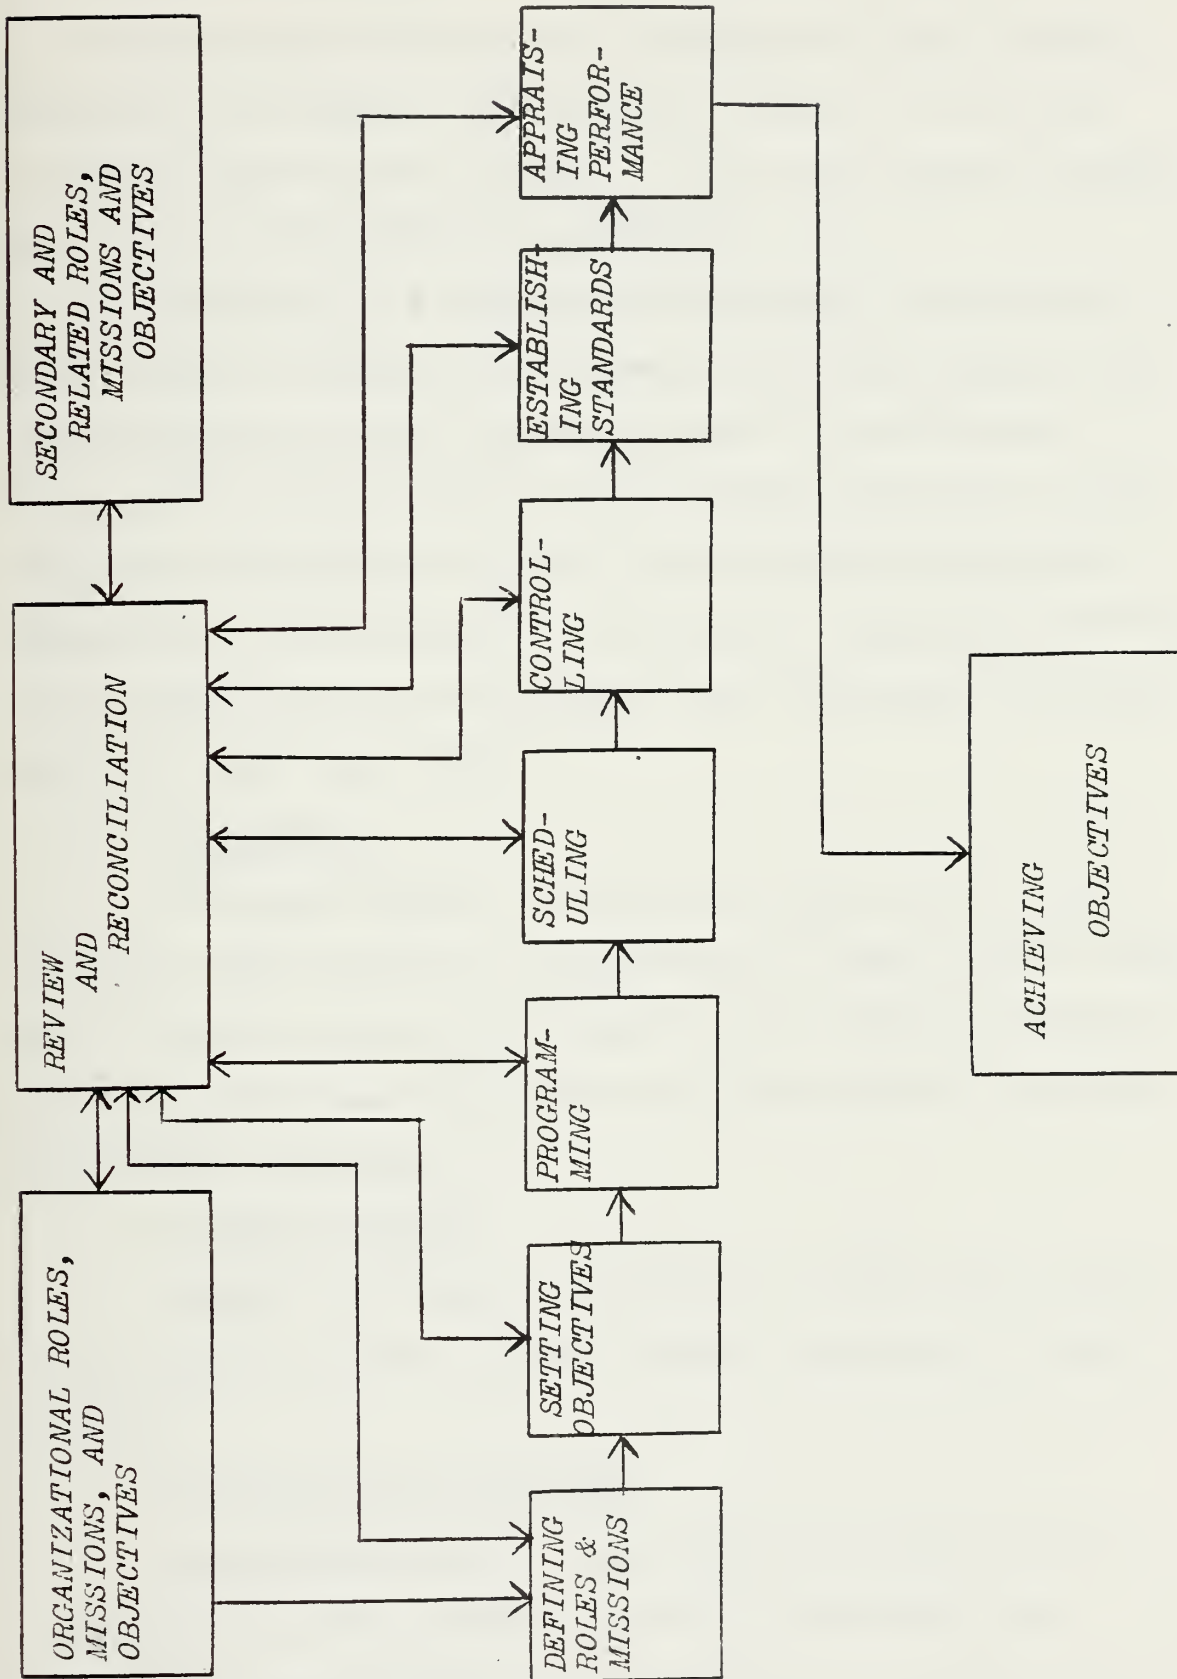 ORGANIZATIONAL ROLES,
MISSIONS, AND
OBJECTIVES
REVIEW
AND
RECONCILIATION
SECONDARY AND
RELATED ROLES,
MISSIONS AND
OBJECTIVES
DEFINING
ROLES &
MISSIONS
SETTING
OBJECTIVES
PROGRAM-
MING
SCHED-
ULING
CONTROL-
LING
ESTABLISH-
ING
STANDARDS
APPRAIS-
ING
PERFOR-
MANCE
ACHIEVING
OBJECTIVES